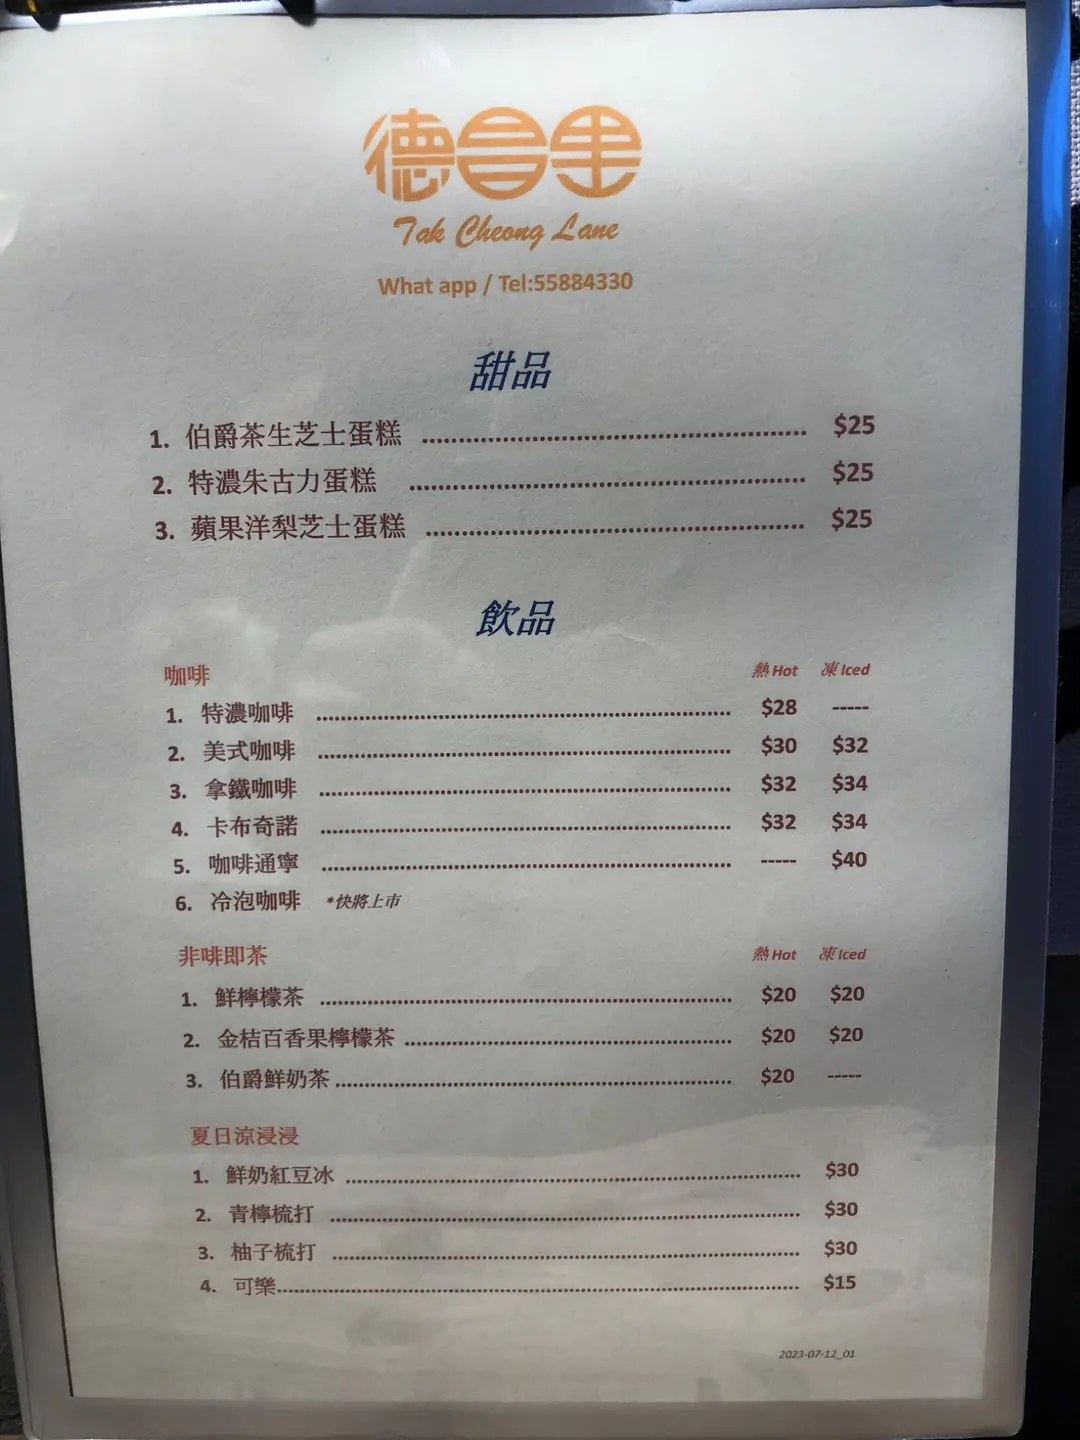 德昌里
Tak Cheong Lane
What app / Tel:55884330
甜品
1. 伯爵茶生芝士蛋糕 ........ $25
2. 特濃朱古力蛋糕 ........ $25
3. 蘋果洋梨芝士蛋糕 ........ $25
飲品
咖啡 熱 Hot 凍 Iced
1. 特濃咖啡 ........ $28 -----
2. 美式咖啡 ........ $30 $32
3. 拿鐵咖啡 ........ $32 $34
4. 卡布奇諾 ........ $32 $34
5. 咖啡通寧 ........ ----- $40
6. 冷泡咖啡 *快將上市
非啡即茶 熱 Hot 凍 Iced
1. 鮮檸檬茶 ........ $20 $20
2. 金桔百香果檸檬茶 ........ $20 $20
3. 伯爵鮮奶茶 ........ $20 -----
夏日涼浸浸
1. 鮮奶紅豆冰 ........ $30
2. 青檸梳打 ........ $30
3. 柚子梳打 ........ $30
4. 可樂 ........ $15
2023-07-12_01